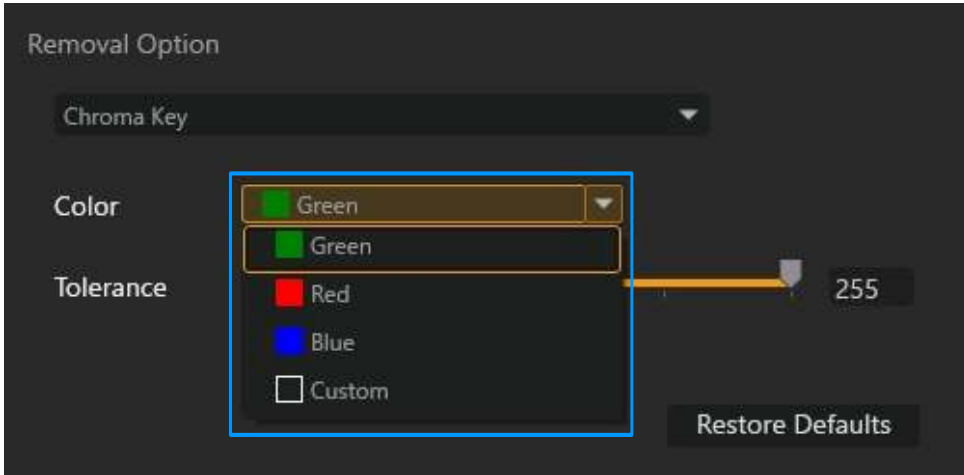 Removal Option
Chroma Key
Color
Green
Green
Tolerance
Red
255
Blue
Custom
Restore Defaults